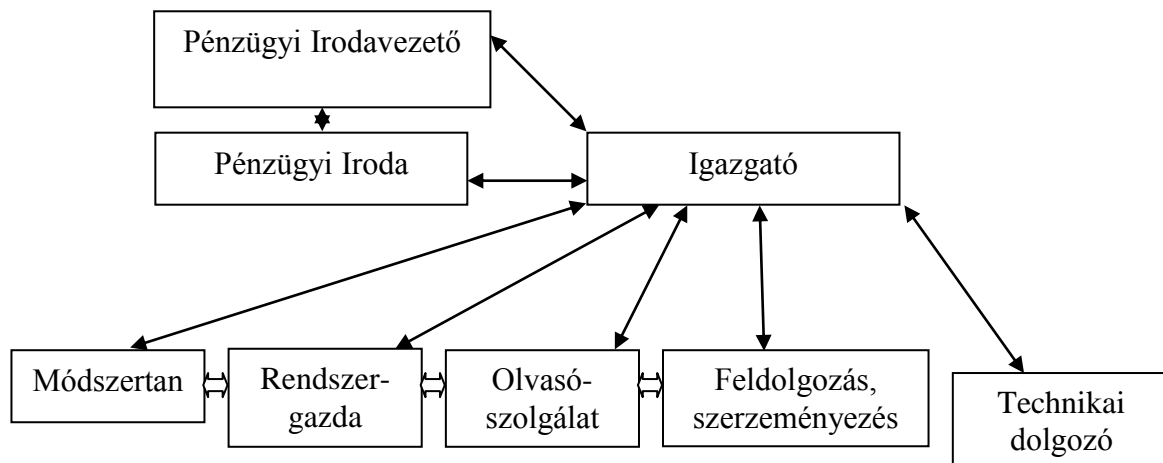 Pénzügyi Irodavezető
Pénzügyi Iroda
Igazgató
Módszertan
Rendszer-
gazda
Olvasó-
szolgálat
Feldolgozás,
szerzeményezés
Technikai
dolgozó